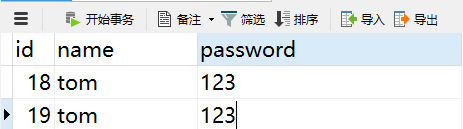 开始事务 备注 筛选 排序 导入 导出
id name password
18 tom 123
19 tom 123